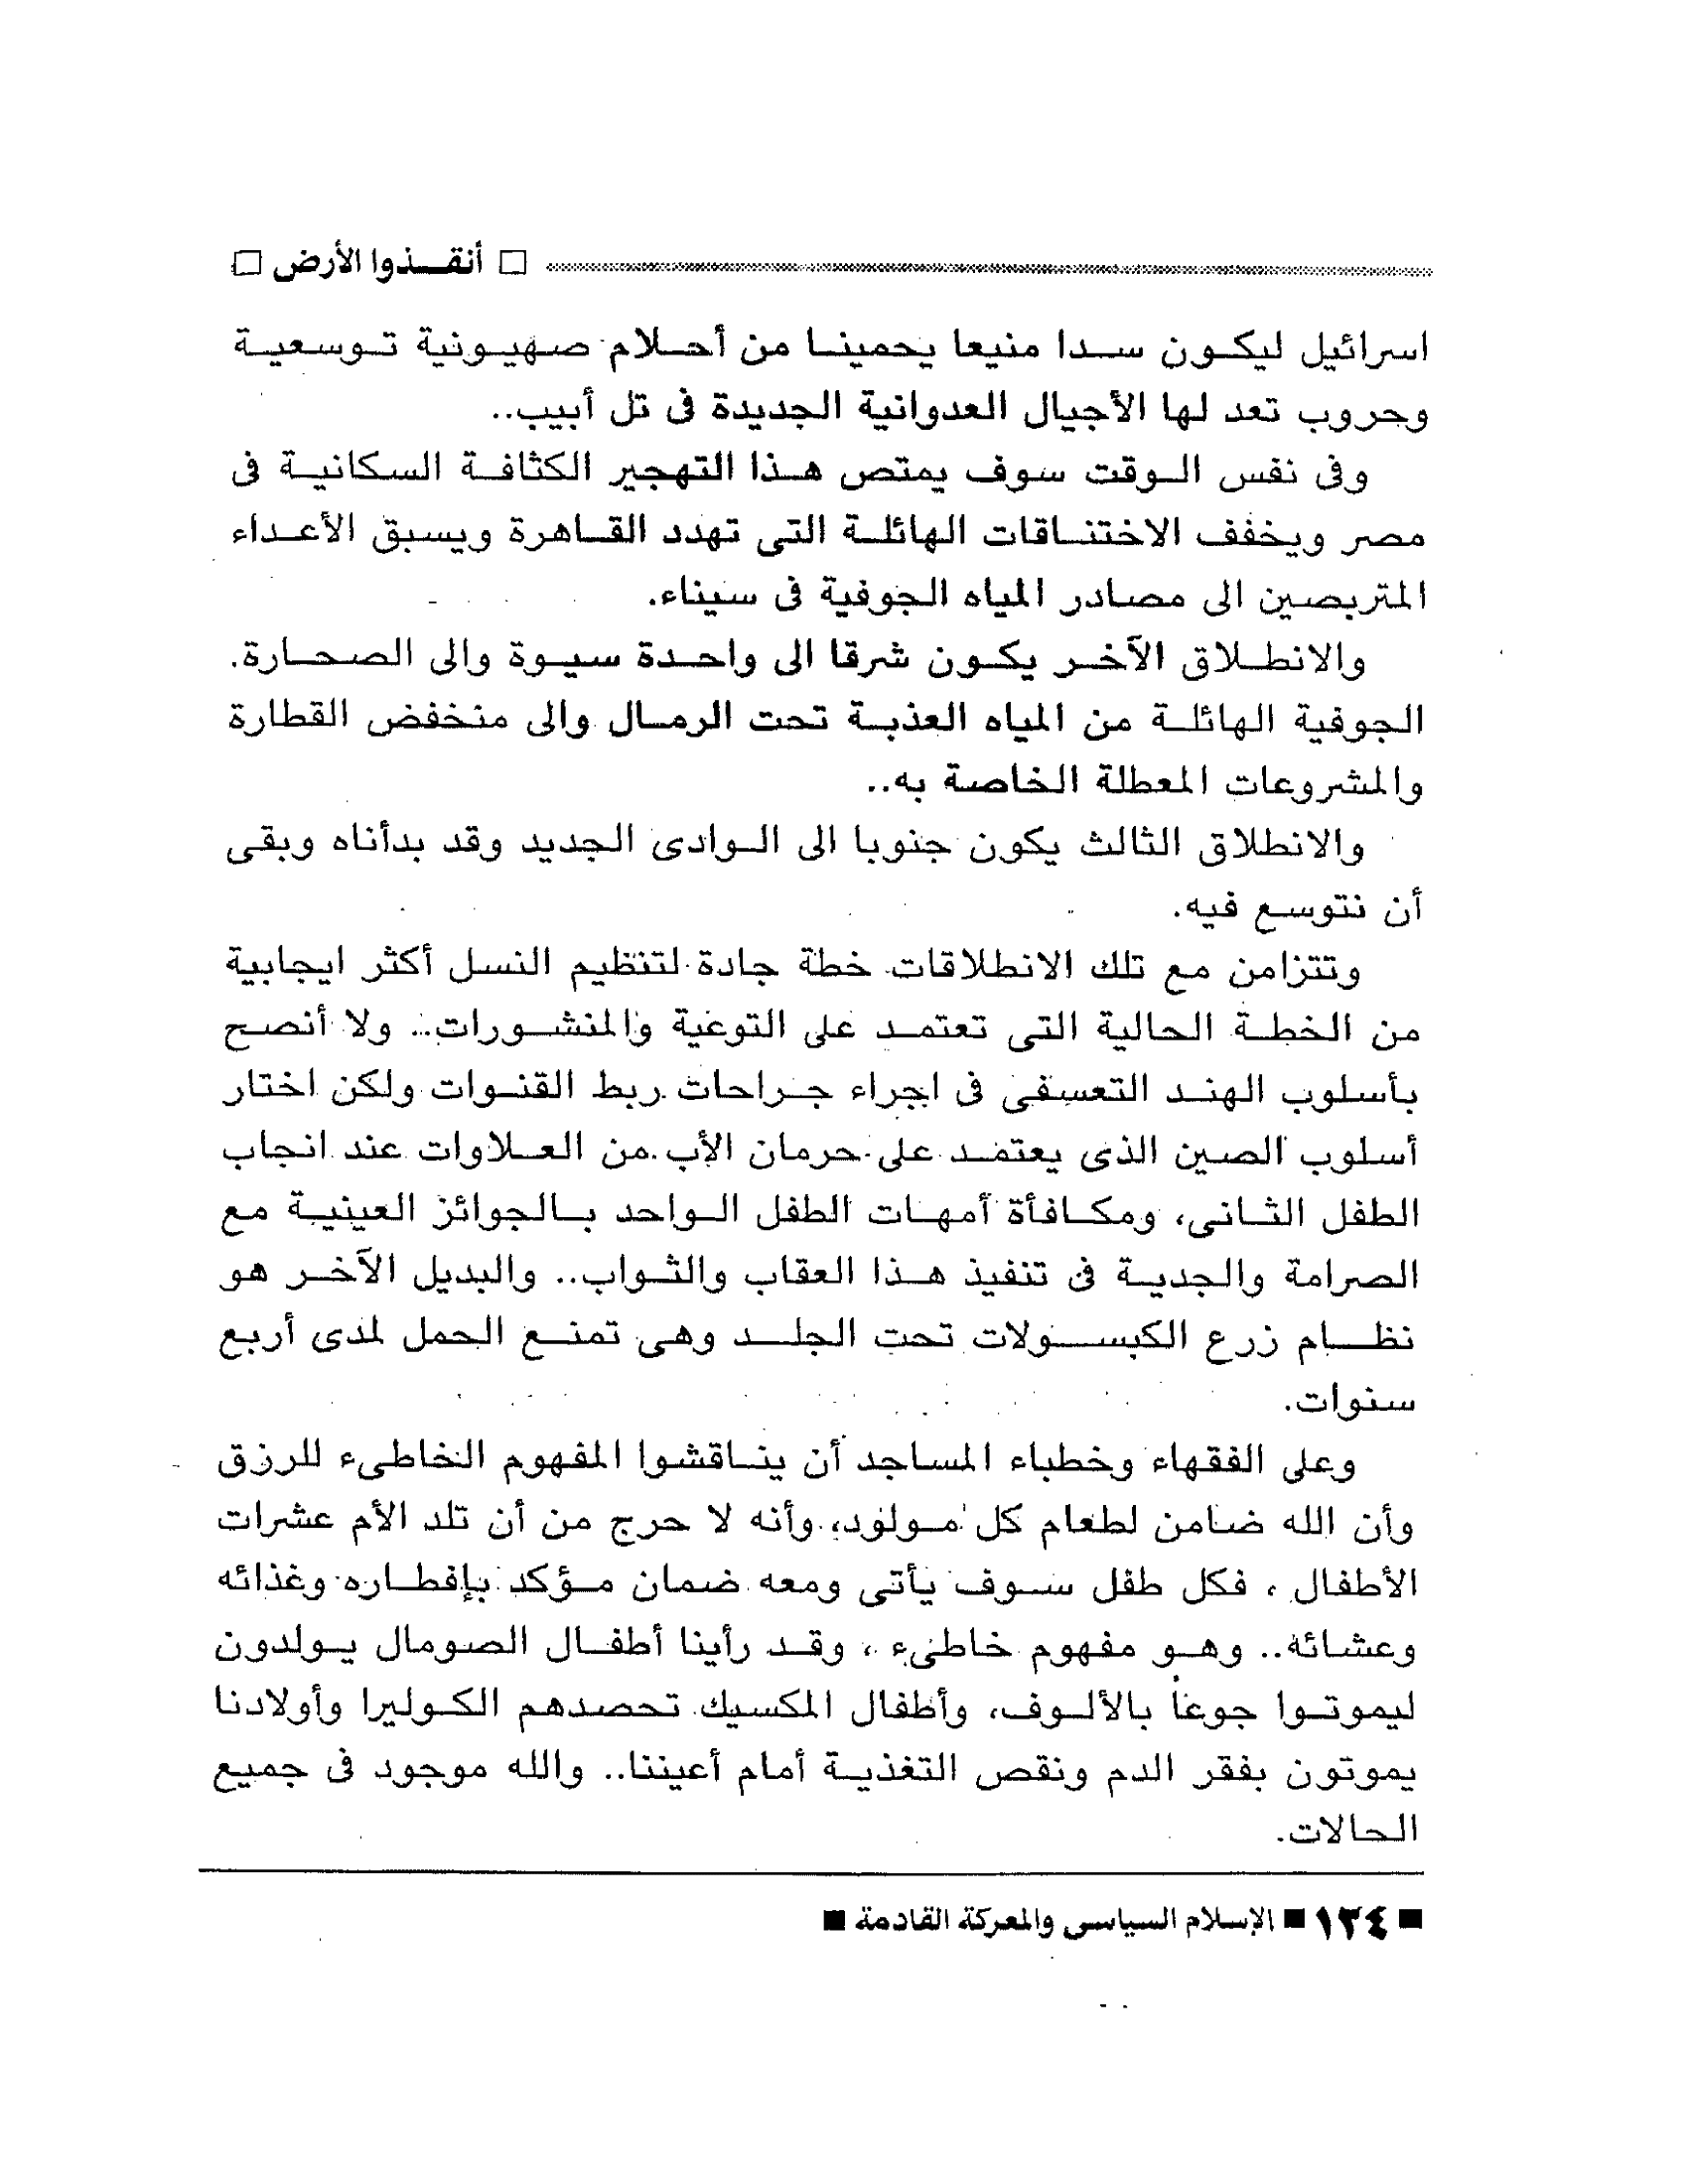 □ أنقذوا الأرض □
اسرائيل ليكون سدا منيعا يحمينا من أحلام صهيونية توسعية
وحروب تعد لها الأجيال العدوانية الجديدة فى تل أبيب..
وفى نفس الوقت سوف يمتص هذا التهجير الكثافة السكانية فى
مصر ويخفف الاختناقات الهائلة التى تهدد القاهرة ويسبق الأعداء
المتربصين الى مصادر المياه الجوفية فى سيناء.
والانطلاق الآخر يكون شرقا الى واحدة سيوة والى الصحارة.
الجوفية الهائلة من المياه العذبة تحت الرمال والى منخفض القطارة
والمشروعات المعطلة الخاصة به..
والانطلاق الثالث يكون جنوبا الى الوادى الجديد وقد بدأناه وبقى
أن نتوسع فيه.
وتتزامن مع تلك الانطلاقات خطة جادة لتنظيم النسل أكثر ايجابية
من الخطة الحالية التى تعتمد على التوعية والمنشورات.. ولا أنصح
بأسلوب الهند التعسفى فى اجراء جراحات ربط القنوات ولكن اختار
أسلوب الصين الذى يعتمد على حرمان الأب من العلاوات عند انجاب
الطفل الثانى، ومكافأة أمهات الطفل الواحد بالجوائز العينية مع
الصرامة والجدية فى تنفيذ هذا العقاب والثواب.. والبديل الآخر هو
نظام زرع الكبسولات تحت الجلد وهى تمنع الحمل لمدى أربع
سنوات.
وعلى الفقهاء وخطباء المساجد أن يناقشوا المفهوم الخاطىء للرزق
وأن الله ضامن لطعام كل مولود، وأنه لا حرج من أن تلد الأم عشرات
الأطفال ، فكل طفل سوف يأتى ومعه ضمان مؤكد بإفطاره وغذائه
وعشائه.. وهو مفهوم خاطىء ، وقد رأينا أطفال الصومال يولدون
ليموتوا جوعاً بالألوف، وأطفال المكسيك تحصدهم الكوليرا وأولادنا
يموتون بفقر الدم ونقص التغذية أمام أعيننا.. والله موجود فى جميع
الحالات.
■ ١٣٤ ■ الإسلام السياسى والمعركة القادمة ■